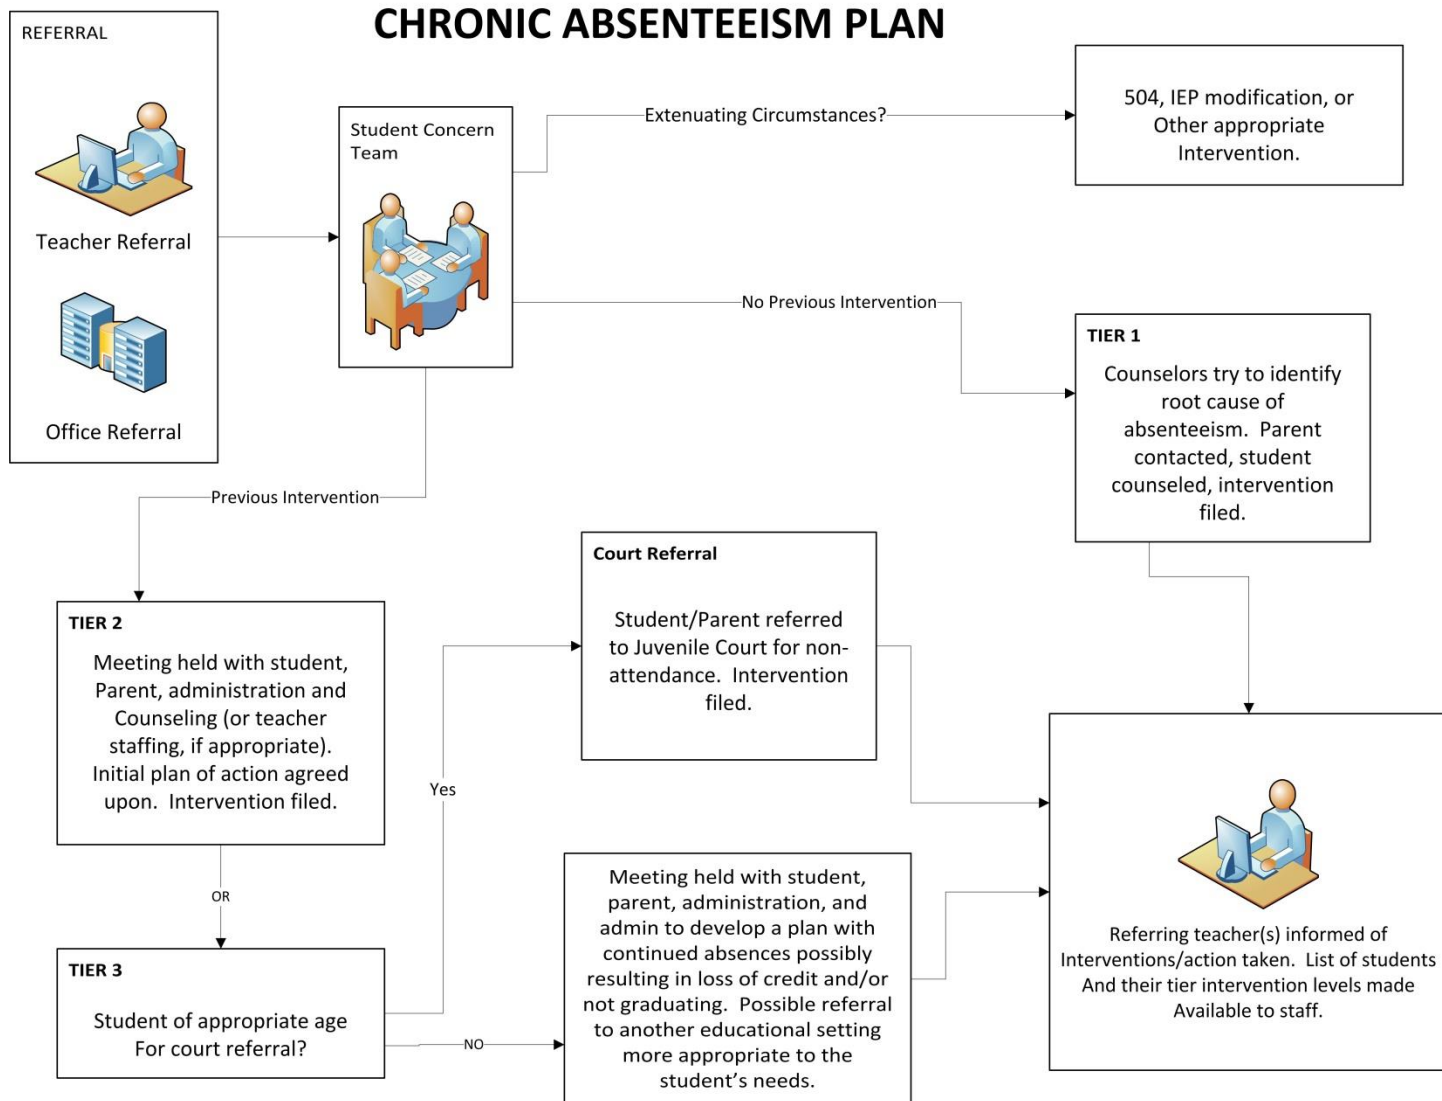 CHRONIC ABSENTEEISM PLAN
REFERRAL
Teacher Referral
Office Referral
Student Concern
Team
Extenuating Circumstances?
504, IEP modification, or
Other appropriate
Intervention.
No Previous Intervention
TIER 1
Counselors try to identify
root cause of
absenteeism. Parent
contacted, student
counseled, intervention
filed.
Previous Intervention
TIER 2
Meeting held with student,
Parent, administration and
Counseling (or teacher
staffing, if appropriate).
Initial plan of action agreed
upon. Intervention filed.
OR
TIER 3
Student of appropriate age
For court referral?
Yes
Court Referral
Student/Parent referred
to Juvenile Court for non-
attendance. Intervention
filed.
NO
Meeting held with student,
parent, administration, and
admin to develop a plan with
continued absences possibly
resulting in loss of credit and/or
not graduating. Possible referral
to another educational setting
more appropriate to the
student's needs.
Referring teacher(s) informed of
Interventions/action taken. List of students
And their tier intervention levels made
Available to staff.